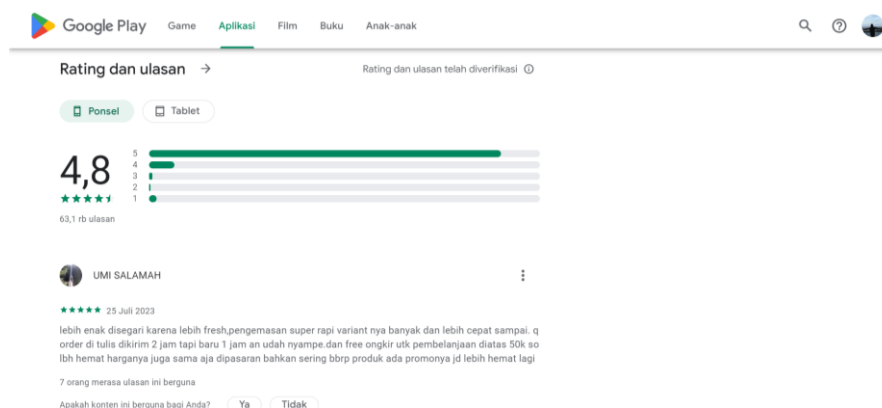 Google Play Game Aplikasi Film Buku Anak-anak
Rating dan ulasan Rating dan ulasan telah diverifikasi
Ponsel Tablet
4,8
5
4
3
2
1
63,1 rb ulasan
UMI SALAMAH
25 Juli 2023
lebih enak disegari karena lebih fresh,pengemasan super rapi variant nya banyak dan lebih cepat sampai. q
order di tulis dikirim 2 jam tapi baru 1 jam an udah nyampe.dan free ongkir utk pembelanjaan diatas 50k so
lbh hemat harganya juga sama aja dipasaran bahkan sering bbrp produk ada promonya jd lebih hemat lagi
7 orang merasa ulasan ini berguna
Apakah konten ini berguna bagi Anda? Ya Tidak